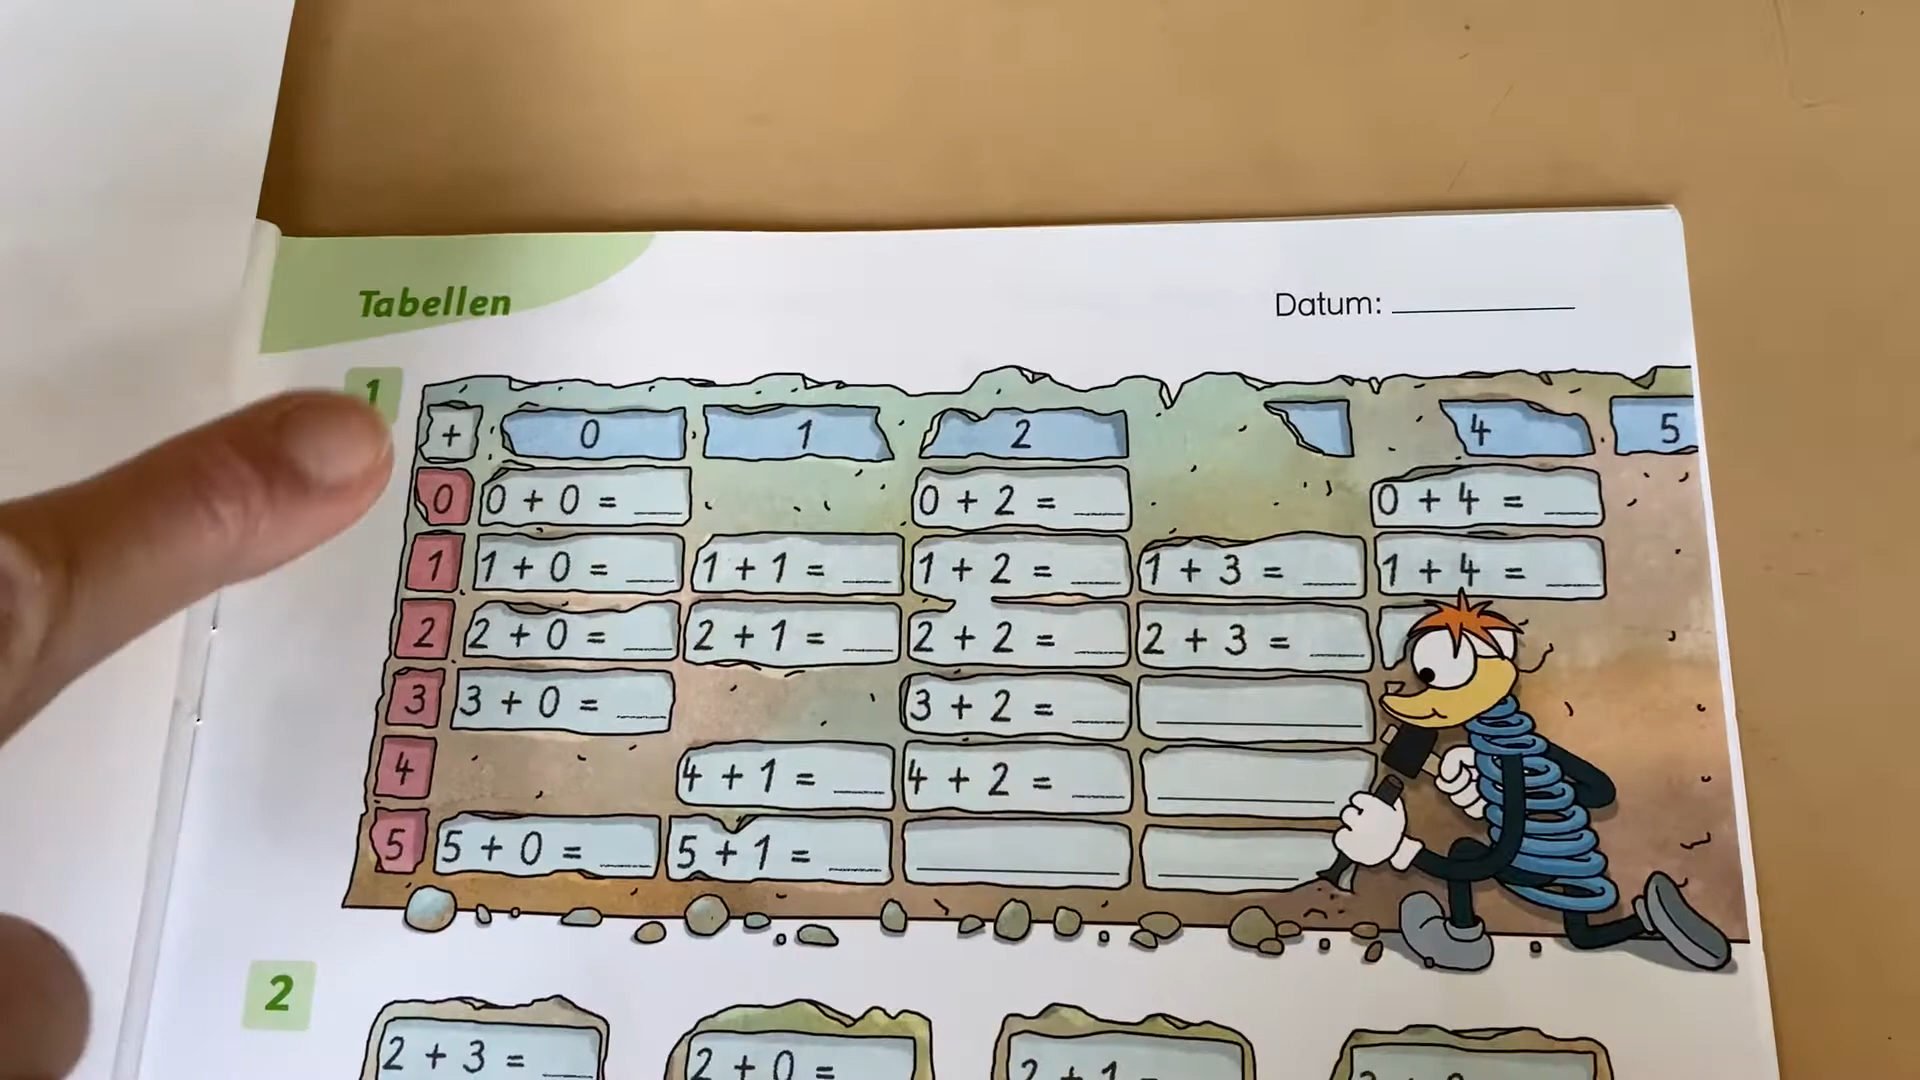 Tabellen
Datum:
1
+ 0 1 2 4 5
0 0 + 0 = 0 + 2 = 0 + 4 =
1 1 + 0 = 1 + 1 = 1 + 2 = 1 + 3 = 1 + 4 =
2 2 + 0 = 2 + 1 = 2 + 2 = 2 + 3 =
3 3 + 0 = 3 + 2 =
4 4 + 1 = 4 + 2 =
5 5 + 0 = 5 + 1 =
2
2 + 3 = 2 + 0 = 2 + 1 =